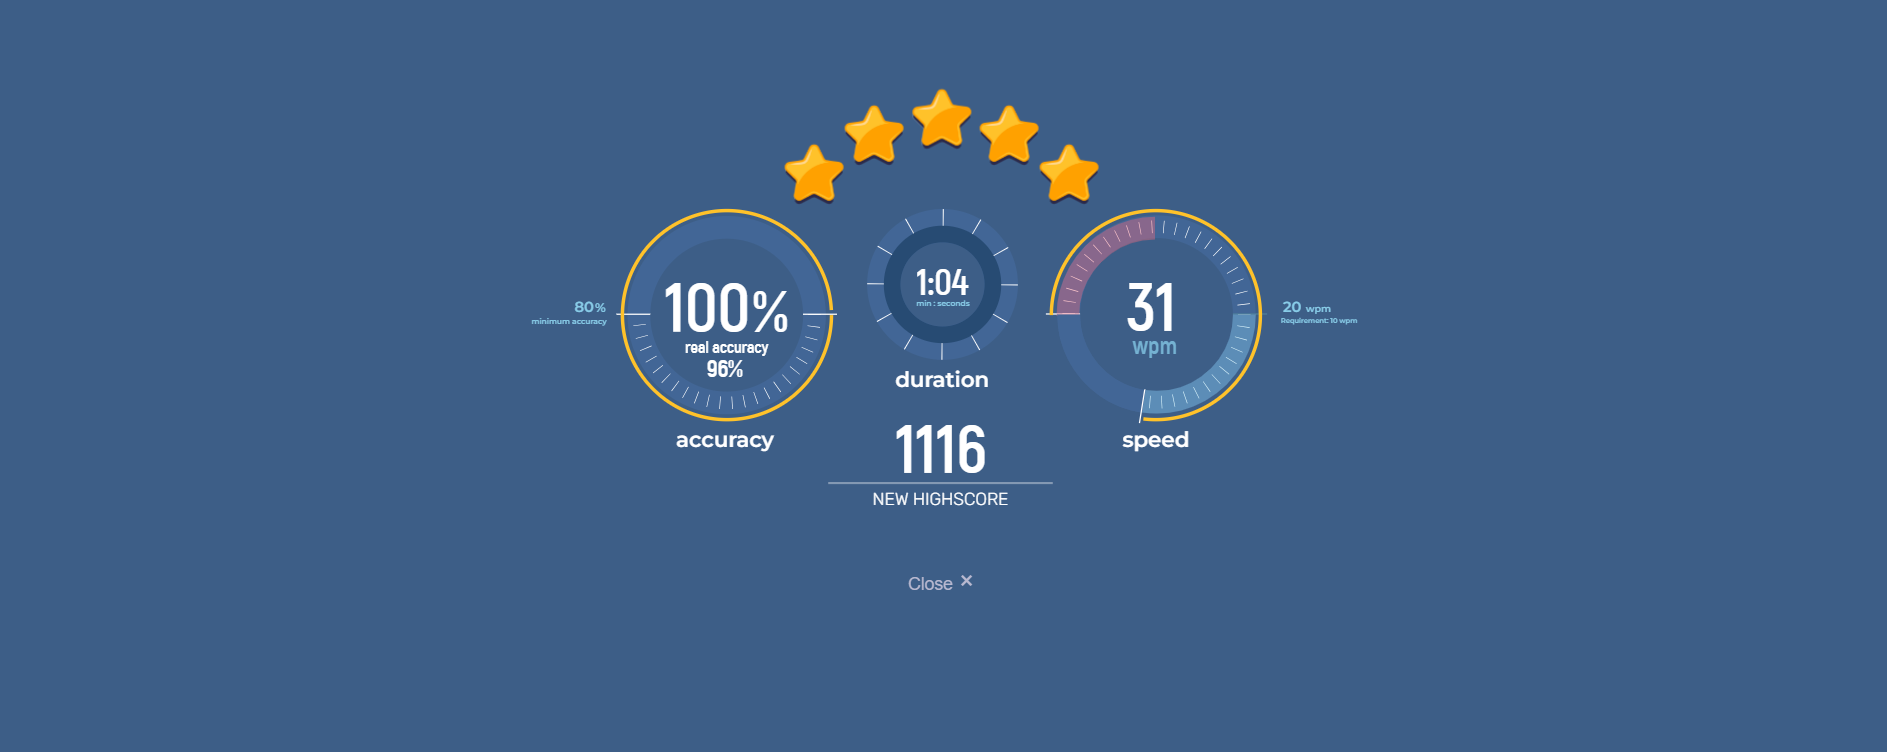 100%
real accuracy
96%
80%
minimum accuracy
accuracy
1:04
min : seconds
duration
31
wpm
20 wpm
Requirement: 10 wpm
speed
1116
NEW HIGHSCORE
Close ×